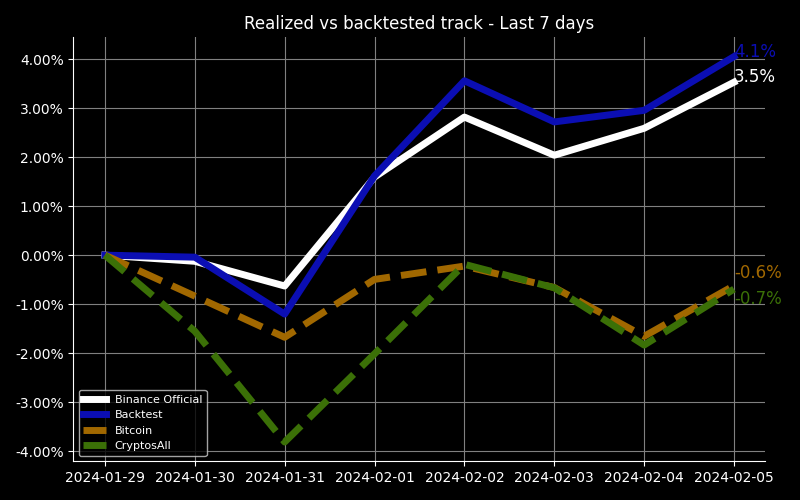 Realized vs backtested track - Last 7 days
4.00%
3.00%
2.00%
1.00%
0.00%
-1.00%
-2.00%
-3.00%
-4.00%
4.1%
3.5%
-0.6%
-0.7%
Binance Official
Backtest
Bitcoin
CryptosAll
2024-01-29 2024-01-30 2024-01-31 2024-02-01 2024-02-02 2024-02-03 2024-02-04 2024-02-05